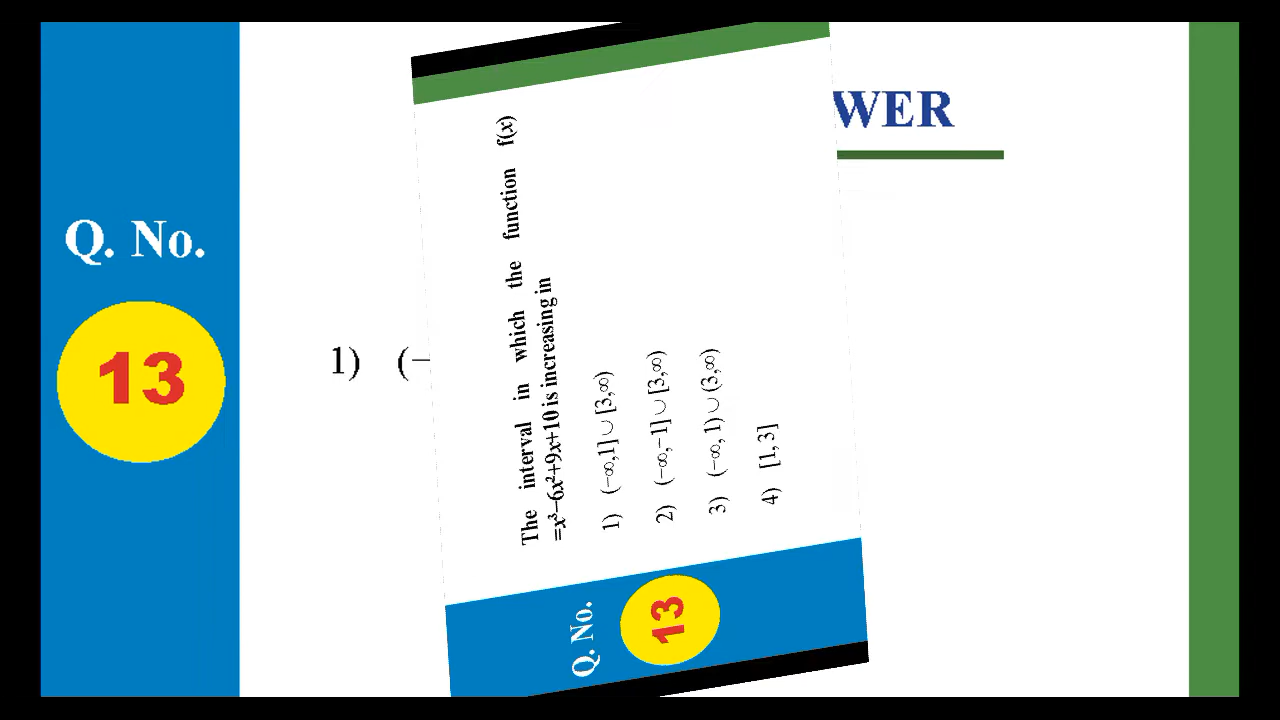 Q. No.
13
WER
1) (−
The interval in which the function f(x)
=x³−6x²+9x+10 is increasing in
1) (−∞,1] ∪ [3,∞)
2) (−∞,−1] ∪ [3,∞)
3) (−∞, 1) ∪ (3,∞)
4) [1,3]
Q. No.
13